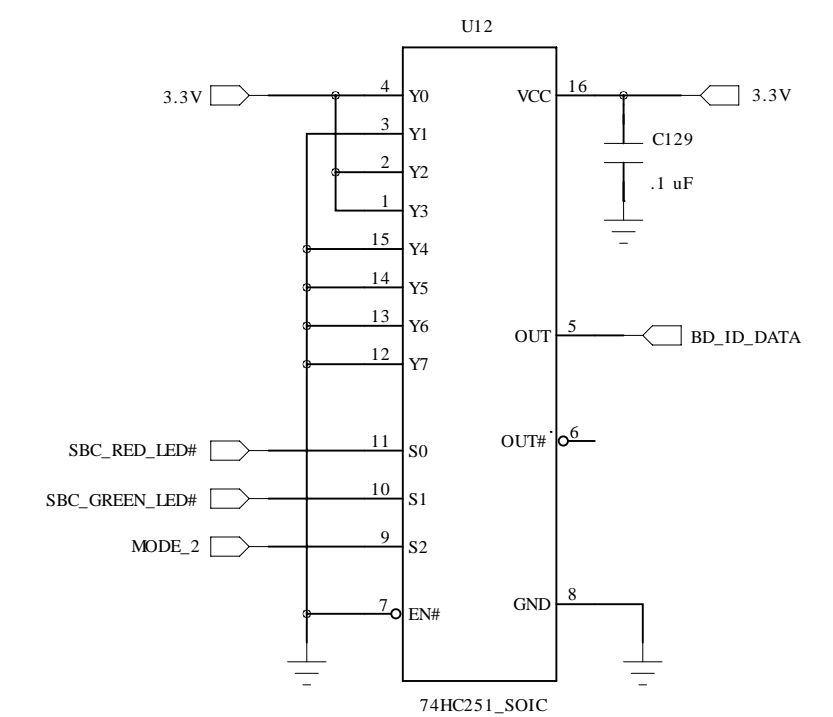 U12
3.3V 4 Y0 VCC 16 3.3V
3 Y1 C129
2 Y2
.1 uF
1 Y3
15 Y4
14 Y5
13 Y6
OUT 5 BD_ID_DATA
12 Y7
OUT# 6
SBC_RED_LED# 11 S0
SBC_GREEN_LED# 10 S1
MODE_2 9 S2
GND 8
7 EN#
74HC251_SOIC